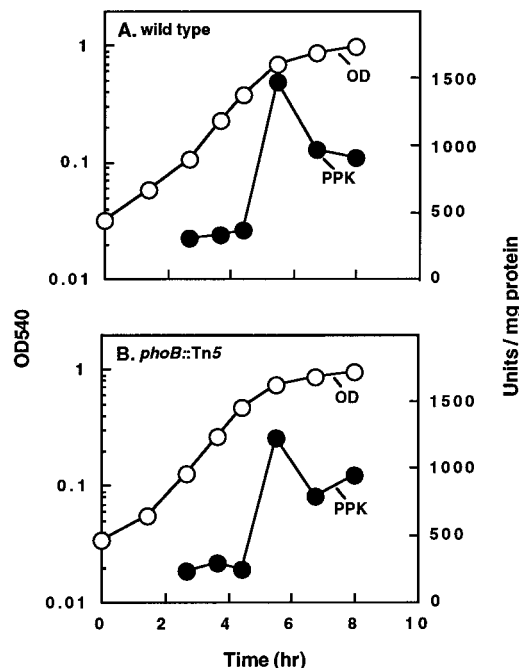 A. wild type
1
0.1
0.01
OD
PPK
1500
1000
500
0
B. phoB::Tn5
1
0.1
0.01
OD
PPK
1500
1000
500
0
0 2 4 6 8 10
Time (hr)
OD540
Units / mg protein